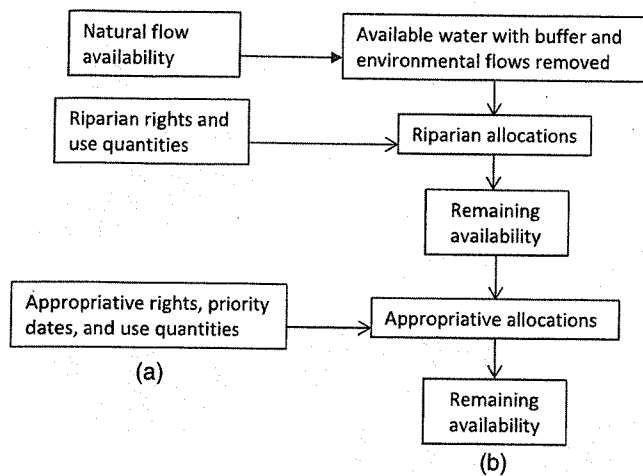 Natural flow
availability
Available water with buffer and
environmental flows removed
Riparian rights and
use quantities
Riparian allocations
Remaining
availability
Appropriative rights, priority
dates, and use quantities
Appropriative allocations
(a)
Remaining
availability
(b)